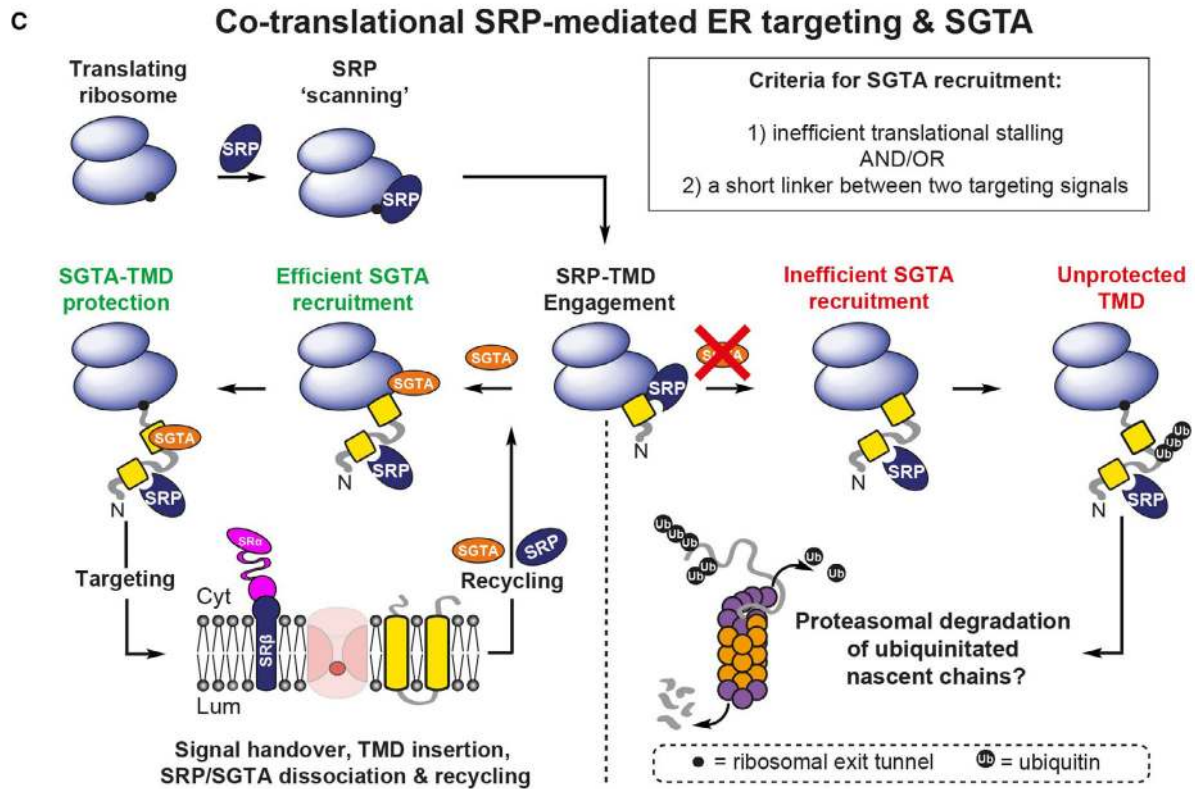 C
Co-translational SRP-mediated ER targeting & SGTA
Translating
ribosome
SRP
'scanning'
SRP
SRP
Criteria for SGTA recruitment:
1) inefficient translational stalling
AND/OR
2) a short linker between two targeting signals
SGTA-TMD
protection
Efficient SGTA
recruitment
SRP-TMD
Engagement
Inefficient SGTA
recruitment
Unprotected
TMD
SGTA
SGTA
SGTA
SRP
SGTA
N
SRP
N
SRP
N
N
SRP
Ub
Ub
Ub
N
SRP
Targeting
SRα
Cyt
SRβ
Lum
SGTA
SRP
Recycling
Ub
Ub
Ub
Ub
Ub
Ub
Ub
Proteasomal degradation
of ubiquinitated
nascent chains?
Signal handover, TMD insertion,
SRP/SGTA dissociation & recycling
= ribosomal exit tunnel
Ub = ubiquitin